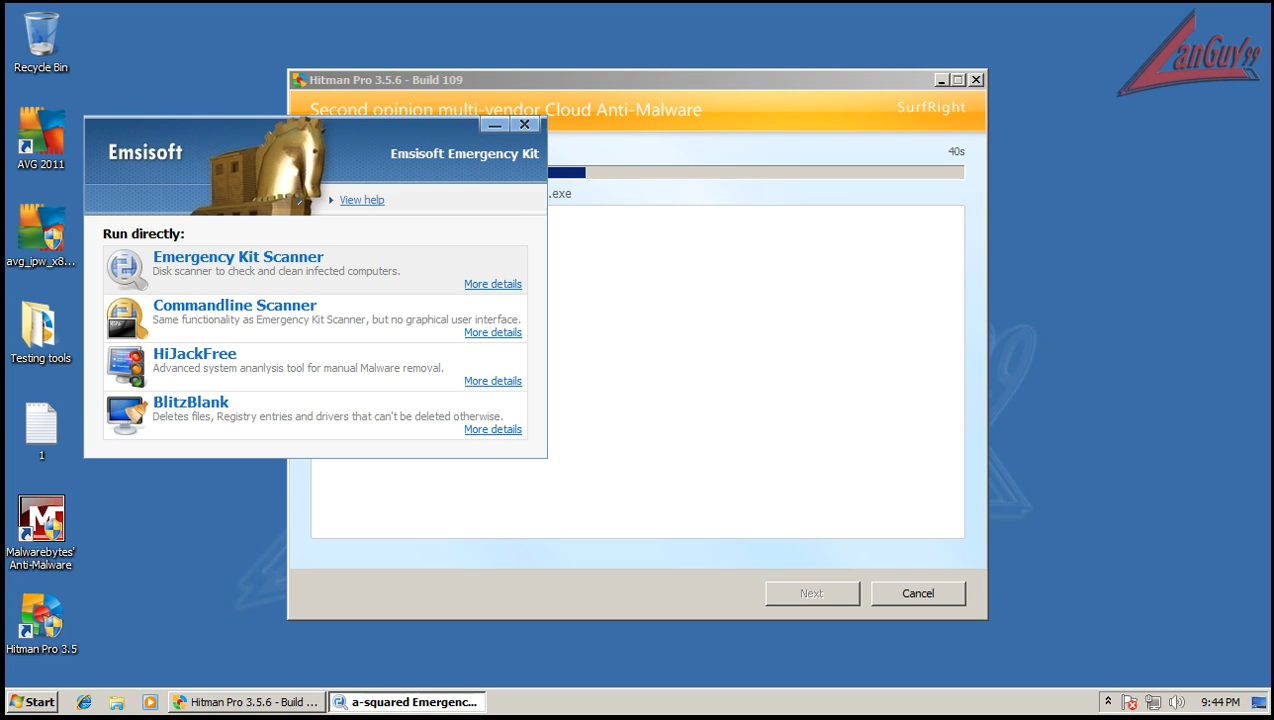 Recycle Bin
AVG 2011
avg_ipw_x8...
Testing tools
1
Malwarebytes'
Anti-Malware
Hitman Pro 3.5
LanGuy99
Hitman Pro 3.5.6 - Build 109
Second opinion multi-vendor Cloud Anti-Malware
SurfRight
40s
.exe
Next
Cancel
Emsisoft
Emsisoft Emergency Kit
View help
Run directly:
Emergency Kit Scanner
Disk scanner to check and clean infected computers.
More details
Commandline Scanner
Same functionality as Emergency Kit Scanner, but no graphical user interface.
More details
HiJackFree
Advanced system ananlysis tool for manual Malware removal.
More details
BlitzBlank
Deletes files, Registry entries and drivers that can't be deleted otherwise.
More details
Start
Hitman Pro 3.5.6 - Build ...
a-squared Emergenc...
9:44 PM